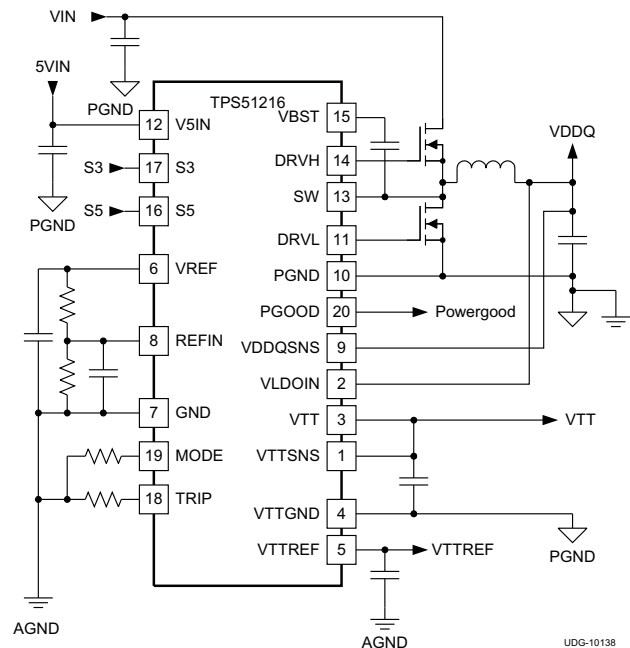 VIN
5VIN
PGND
TPS51216
12 V5IN
VBST 15
VDDQ
S3 17 S3
DRVH 14
S5 16 S5
SW 13
PGND
DRVL 11
6 VREF
PGND 10
PGOOD 20 Powergood
8 REFIN
VDDQSNS 9
VLDOIN 2
7 GND
VTT 3 VTT
19 MODE
VTTSNS 1
18 TRIP
VTTGND 4
PGND
VTTREF 5 VTTREF
AGND
AGND
UDG-10138